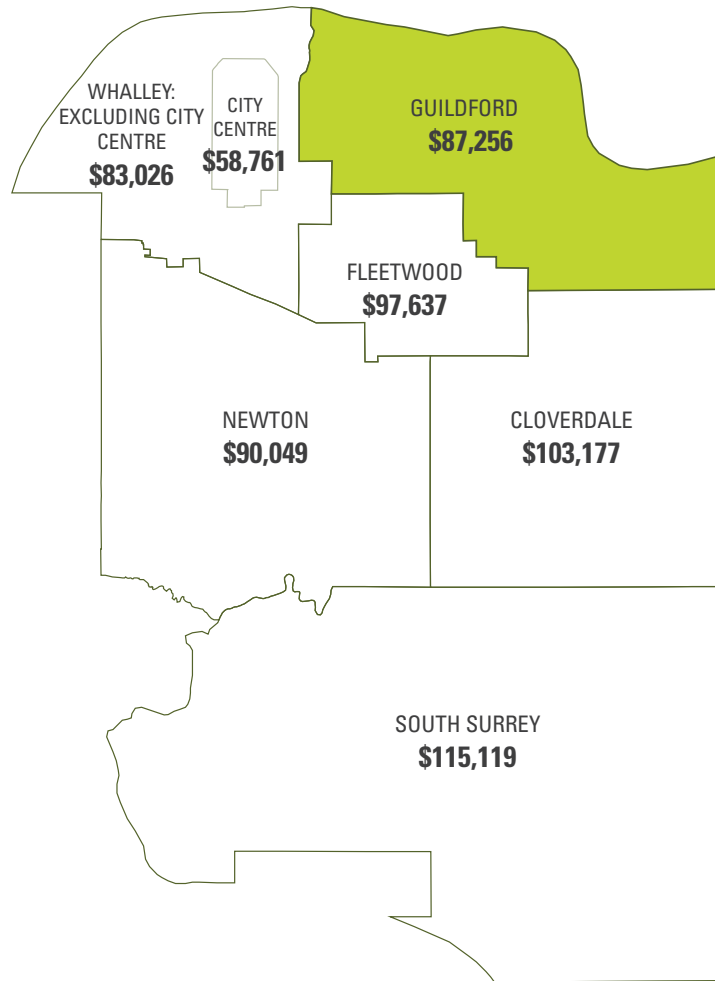 WHALLEY:
EXCLUDING CITY
CENTRE
$83,026
CITY
CENTRE
$58,761
GUILDFORD
$87,256
FLEETWOOD
$97,637
NEWTON
$90,049
CLOVERDALE
$103,177
SOUTH SURREY
$115,119